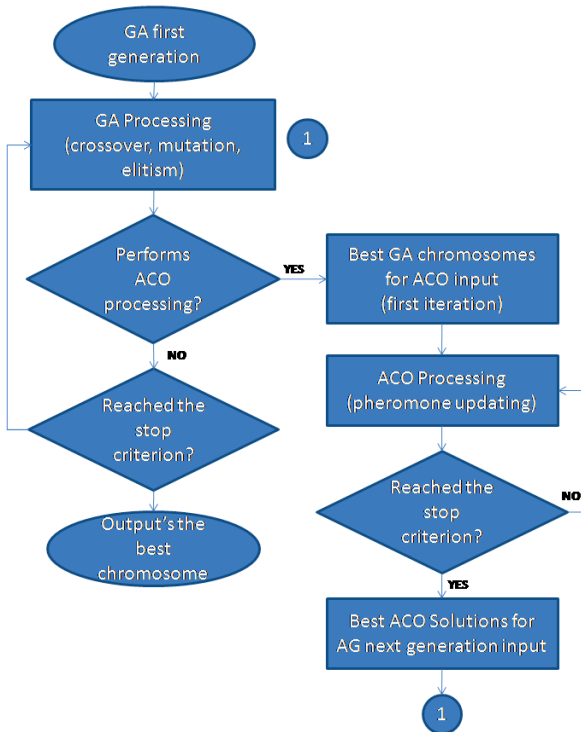 GA first
generation
GA Processing
(crossover, mutation,
elitism)
1
Performs
ACO
processing?
YES
NO
Reached the
stop
criterion?
Output's the
best
chromosome
Best GA chromosomes
for ACO input
(first iteration)
ACO Processing
(pheromone updating)
Reached the
stop
criterion?
NO
YES
Best ACO Solutions for
AG next generation input
1